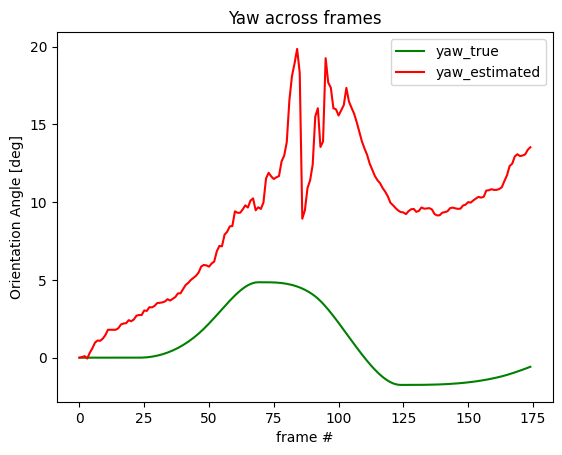 Yaw across frames
yaw_true
yaw_estimated
Orientation Angle [deg]
20
15
10
5
0
0 25 50 75 100 125 150 175
frame #